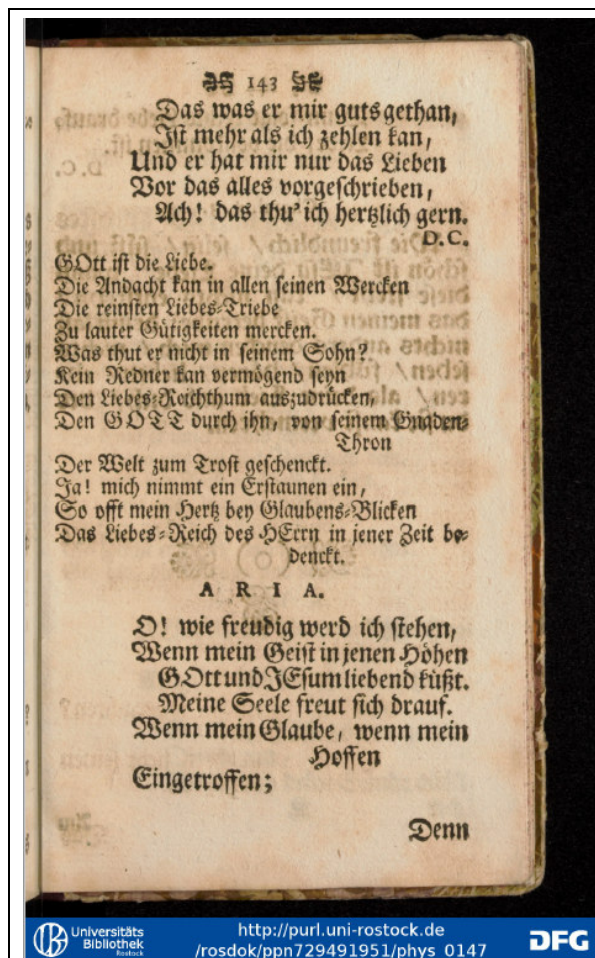 143
Das was er mir guts gethan,
Ist mehr als ich zehlen kan,
Und er hat mir nur das Lieben
Vor das alles vorgeschrieben,
Ach! das thu' ich hertzlich gern.
D.C.
GOtt ist die Liebe.
Die Andacht kan in allen seinen Wercken
Die reinsten Liebes-Triebe
Zu lauter Gütigkeiten mercken.
Was thut er nicht in seinem Sohn?
Kein Redner kan vermögend seyn
Den Liebes-Reichthum auszudrücken,
Den GOTT durch ihn, von seinem Gnaden-
Thron
Der Welt zum Trost geschenckt.
Ja! mich nimmt ein Erstaunen ein,
So offt mein Hertz bey Glaubens-Blicken
Das Liebes-Reich des HErrn in jener Zeit be-
denckt.
ARIA.
O! wie freudig werd ich stehen,
Wenn mein Geist in jenen Höhen
GOtt und JEsum liebend küßt.
Meine Seele freut sich drauf.
Wenn mein Glaube, wenn mein
Hoffen
Eingetroffen;
Denn
Universitäts
Bibliothek
Rostock
http://purl.uni-rostock.de
/rosdok/ppn729491951/phys_0147
DFG